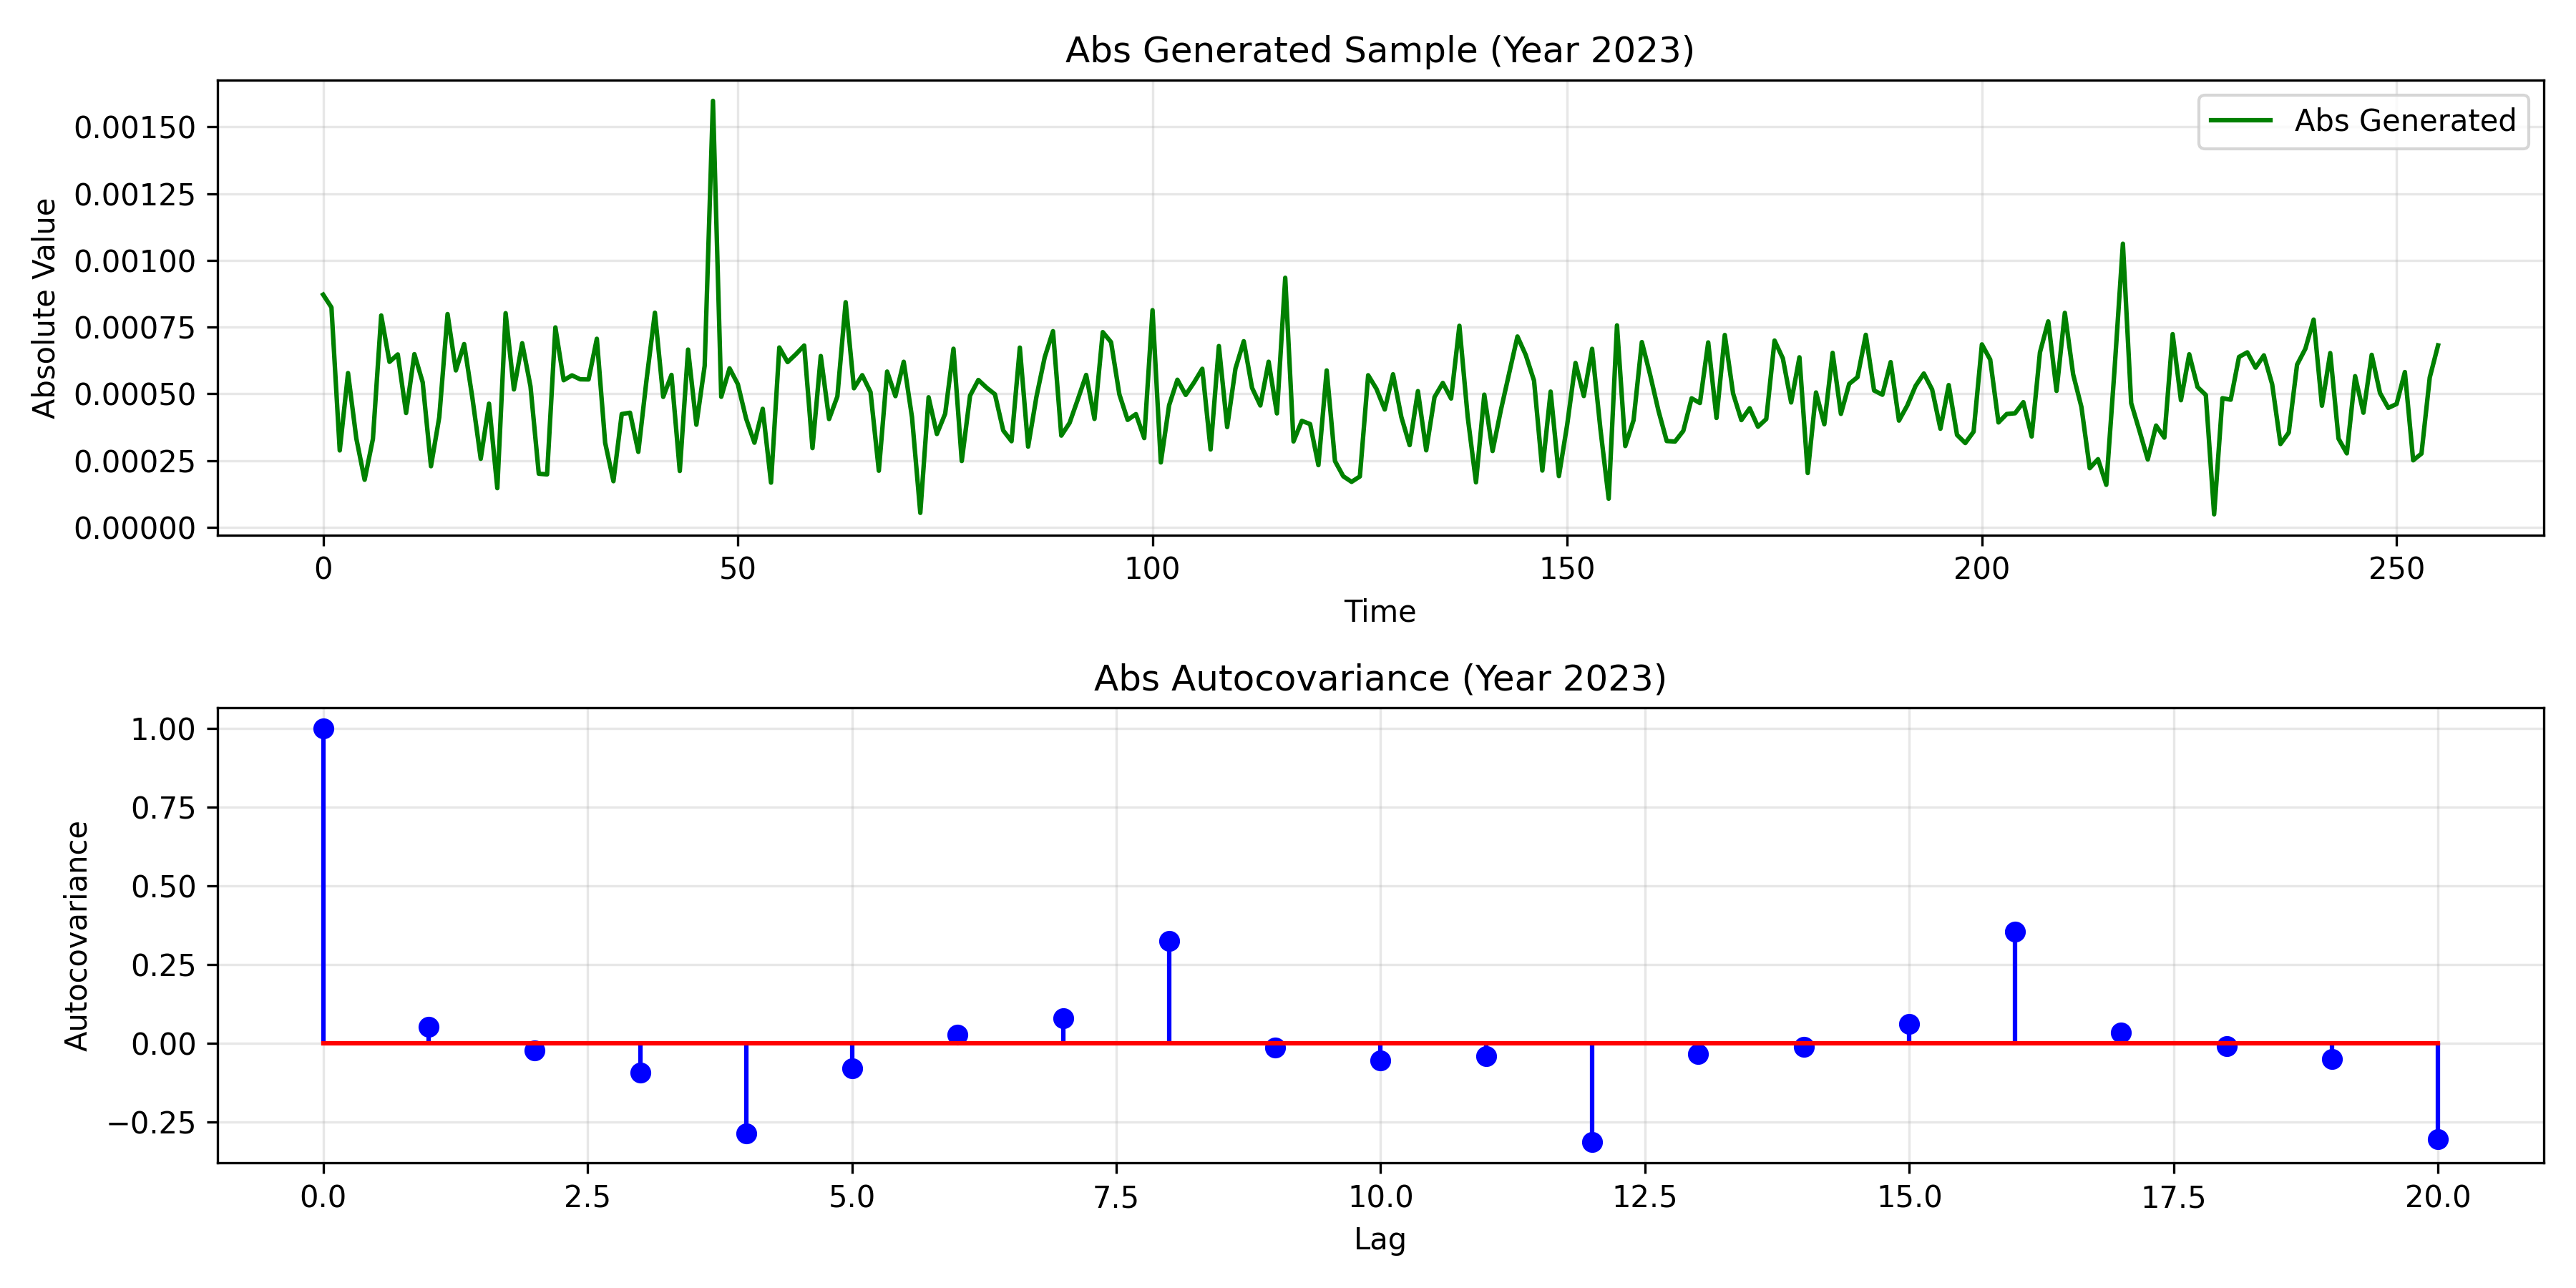 Abs Generated Sample (Year 2023)
Absolute Value
0.00150
0.00125
0.00100
0.00075
0.00050
0.00025
0.00000
Abs Generated
0 50 100 150 200 250
Time
Abs Autocovariance (Year 2023)
Autocovariance
1.00
0.75
0.50
0.25
0.00
−0.25
0.0 2.5 5.0 7.5 10.0 12.5 15.0 17.5 20.0
Lag